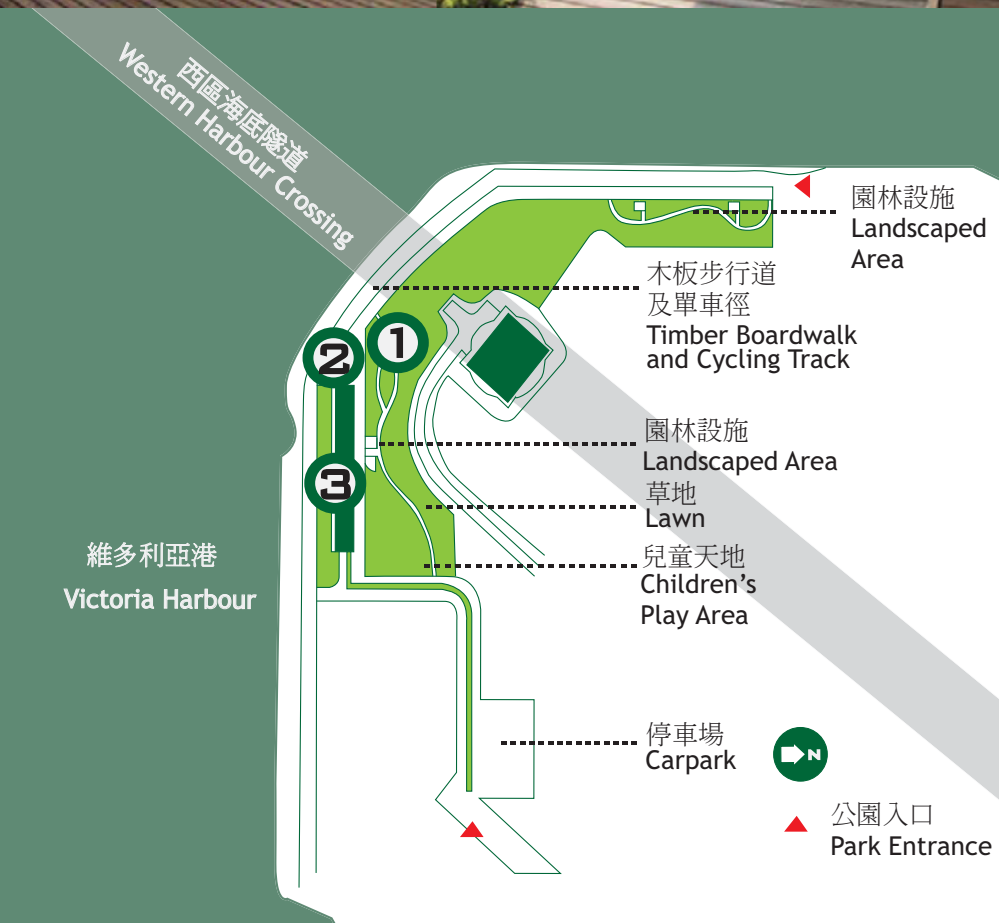 西區海底隧道
Western Harbour Crossing
園林設施
Landscaped
Area
木板步行道
及單車徑
Timber Boardwalk
and Cycling Track
1
2
園林設施
Landscaped Area
3
草地
Lawn
兒童天地
Children's
Play Area
維多利亞港
Victoria Harbour
停車場
Carpark
N
公園入口
Park Entrance